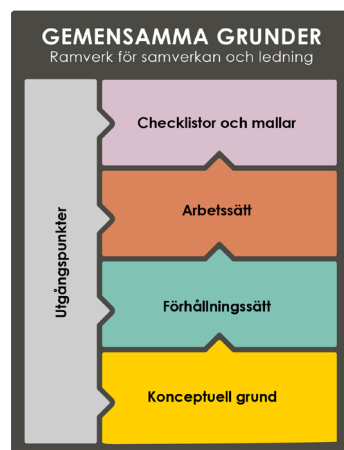 GEMENSAMMA GRUNDER
Ramverk för samverkan och ledning
Utgångspunkter
Checklistor och mallar
Arbetssätt
Förhållningssätt
Konceptuell grund